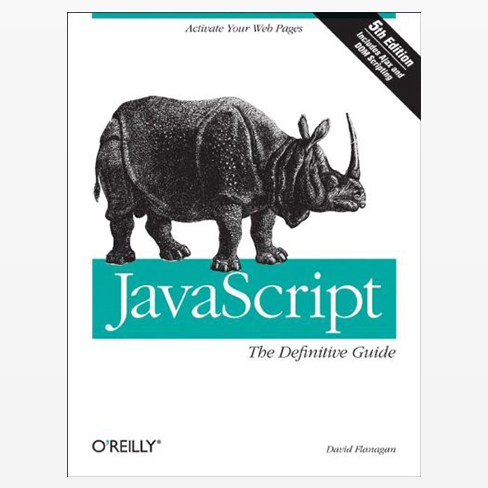 Activate Your Web Pages
5th Edition
Includes Ajax and
DOM Scripting
JavaScript
The Definitive Guide
O'REILLY®
David Flanagan